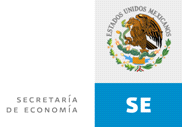 ESTADOS UNIDOS MEXICANOS
SECRETARÍA
DE ECONOMÍA
SE